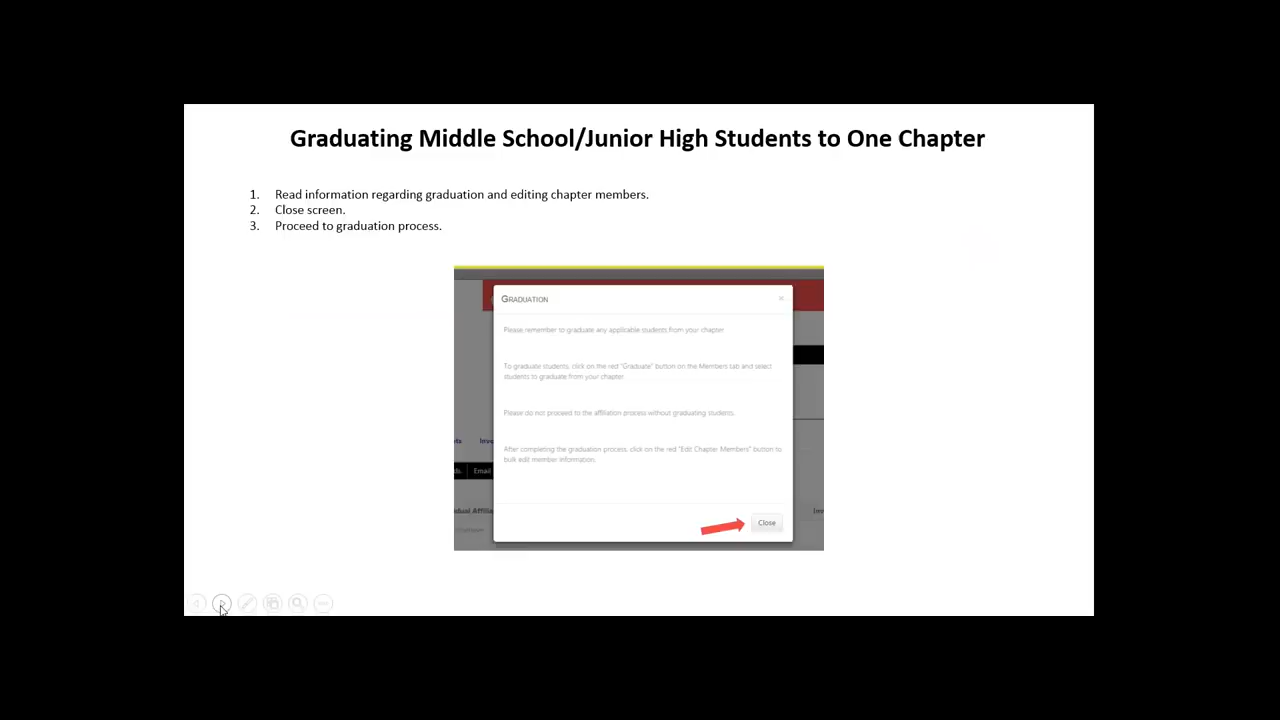 Graduating Middle School/Junior High Students to One Chapter
1. Read information regarding graduation and editing chapter members.
2. Close screen.
3. Proceed to graduation process.
GRADUATION ×
Please remember to graduate any applicable students from your chapter
To graduate students, click on the red "Graduate" button on the Members tab and select
students to graduate from your chapter.
Please do not proceed to the affiliation process without graduating students.
After completing the graduation process, click on the red "Edit Chapter Members" button to
bulk edit member information.
Email
Close